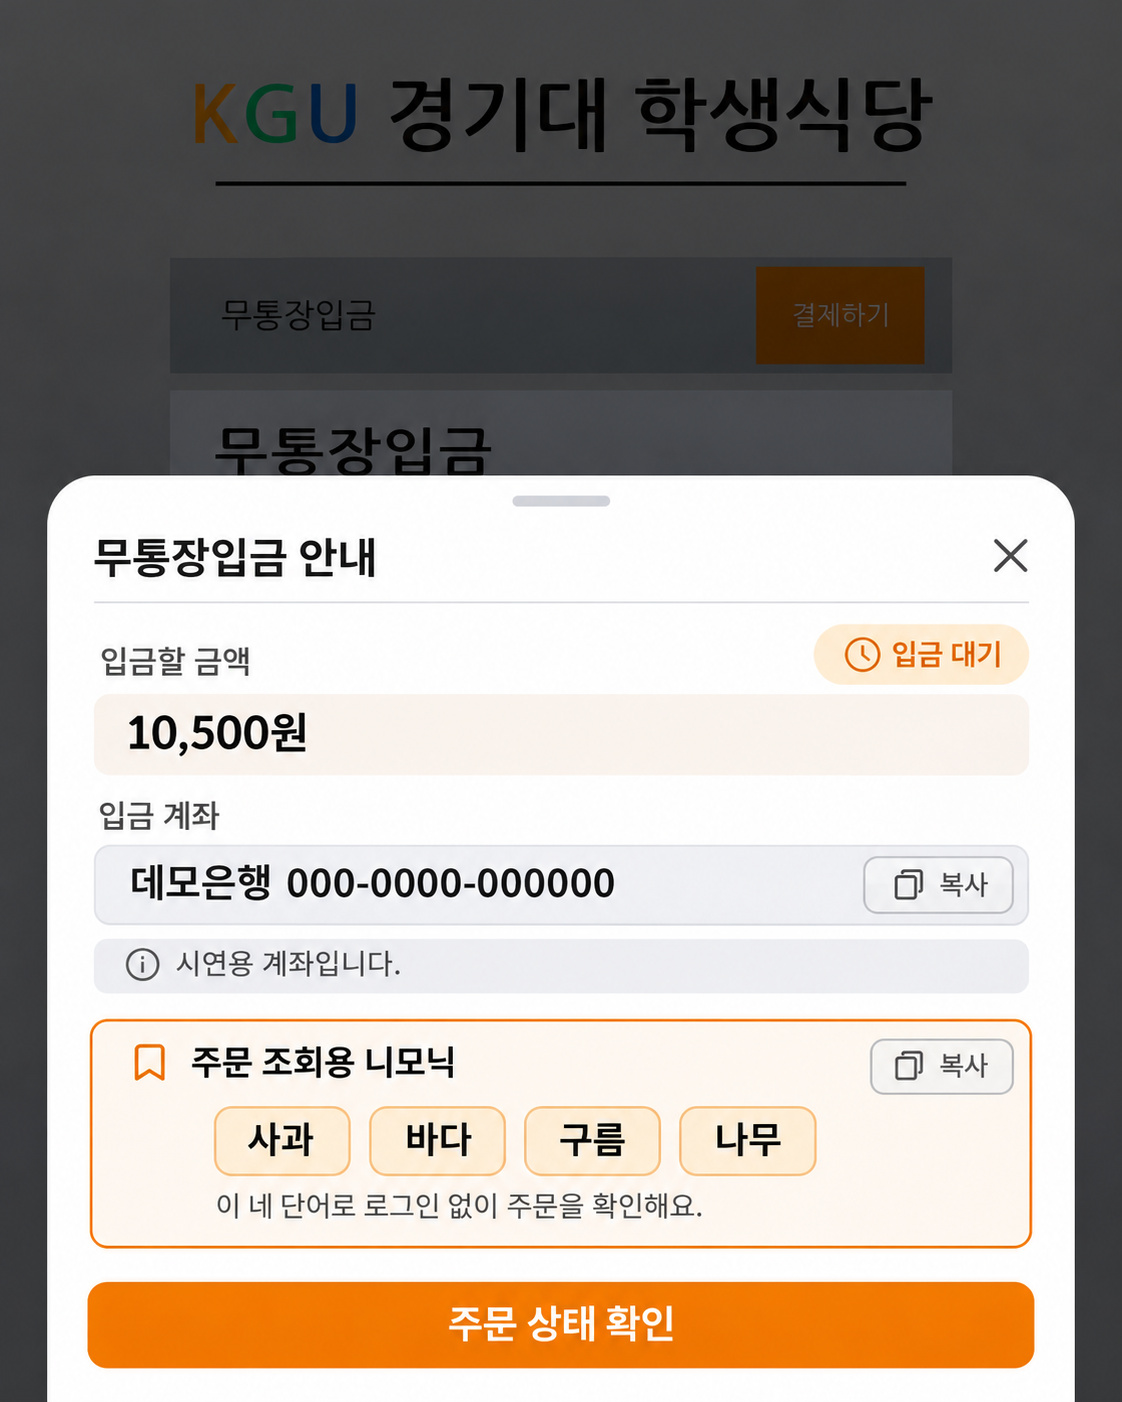 KGU 경기대 학생식당
무통장입금
결제하기
무통장입금
무통장입금 안내
입금할 금액
입금 대기
10,500원
입금 계좌
데모은행 000-0000-000000
복사
시연용 계좌입니다.
주문 조회용 니모닉
복사
사과 바다 구름 나무
이 네 단어로 로그인 없이 주문을 확인해요.
주문 상태 확인